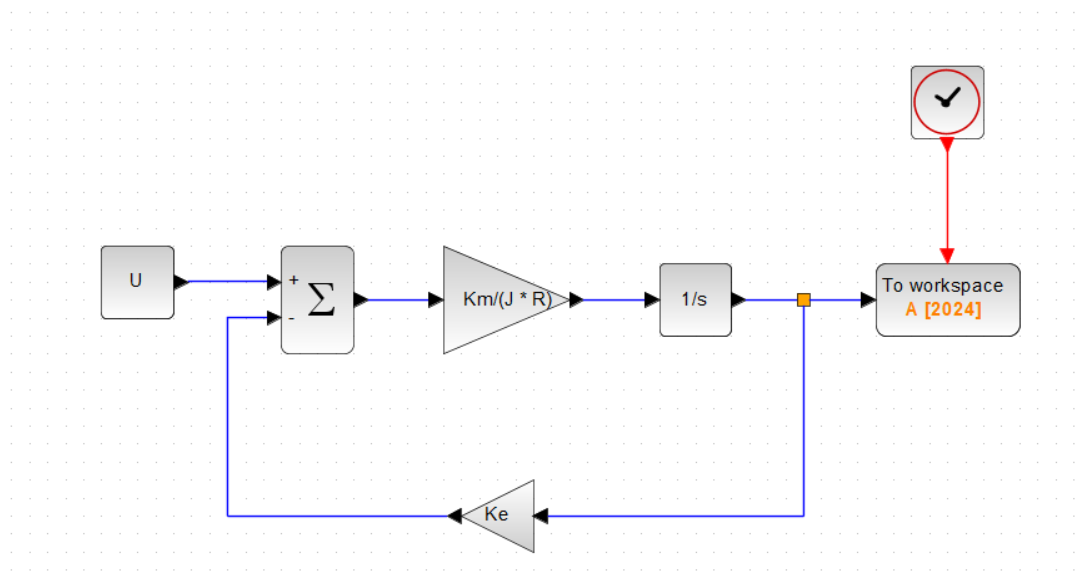 U
+
Σ
-
Km/(J * R)
1/s
To workspace
A [2024]
Ke